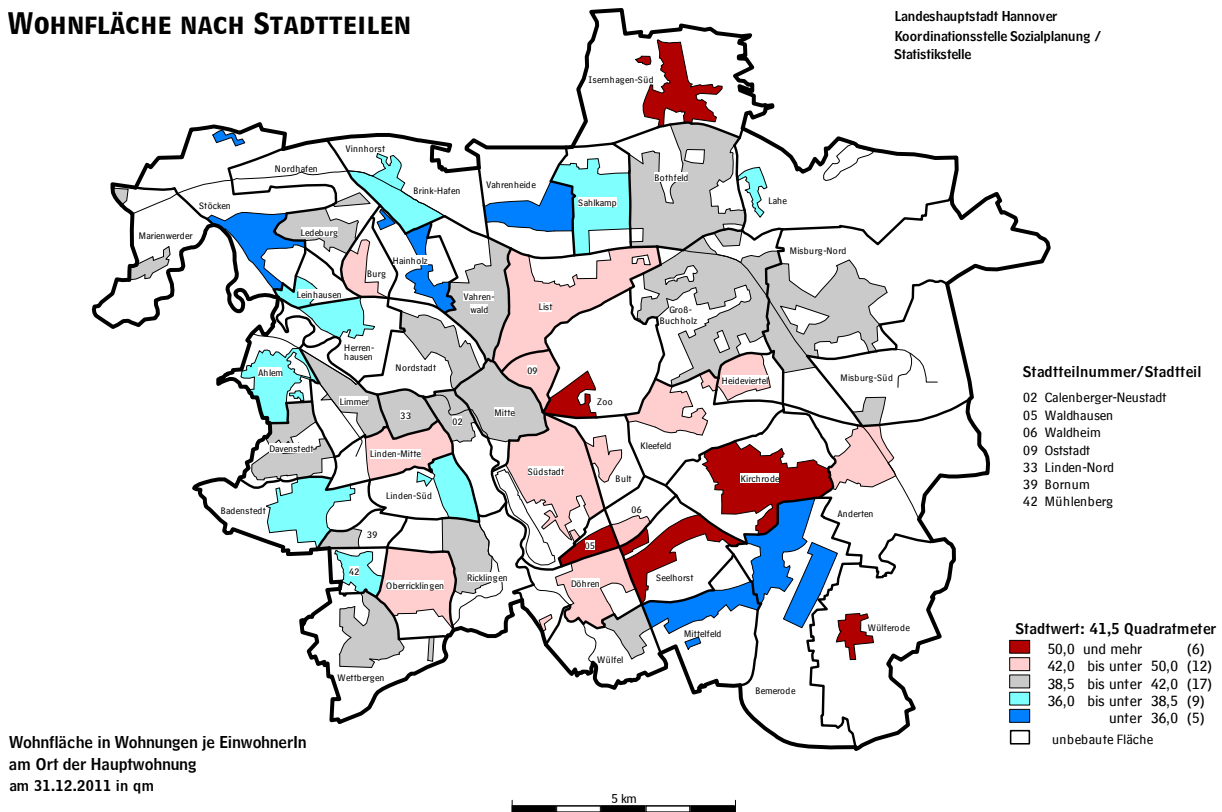 WOHNFLÄCHE NACH STADTTEILEN
Landeshauptstadt Hannover
Koordinationsstelle Sozialplanung /
Statistikstelle
Isernhagen-Süd
Vinnhorst
Nordhafen
Brink-Hafen
Vahrenheide
Sahlkamp
Bothfeld
Lahe
Stöcken
Marienwerder
Ledeburg
Burg
Hainholz
Misburg-Nord
Leinhausen
Vahren-
wald
List
Groß-
Buchholz
Herren-
hausen
Nordstadt
Ahlem
09
Heideviertel
Misburg-Süd
Limmer
33
02
Mitte
Zoo
Davenstedt
Linden-Mitte
Kleefeld
Südstadt
Bult
Kirchrode
Linden-Süd
Badenstedt
06
Anderten
39
05
42
Oberricklingen
Ricklingen
Döhren
Seelhorst
Mittelfeld
Wülferode
Wülfel
Wettbergen
Bemerode
Stadtteilnummer/Stadtteil
02 Calenberger-Neustadt
05 Waldhausen
06 Waldheim
09 Oststadt
33 Linden-Nord
39 Bornum
42 Mühlenberg
Stadtwert: 41,5 Quadratmeter
50,0 und mehr (6)
42,0 bis unter 50,0 (12)
38,5 bis unter 42,0 (17)
36,0 bis unter 38,5 (9)
unter 36,0 (5)
unbebaute Fläche
Wohnfläche in Wohnungen je EinwohnerIn
am Ort der Hauptwohnung
am 31.12.2011 in qm
5 km